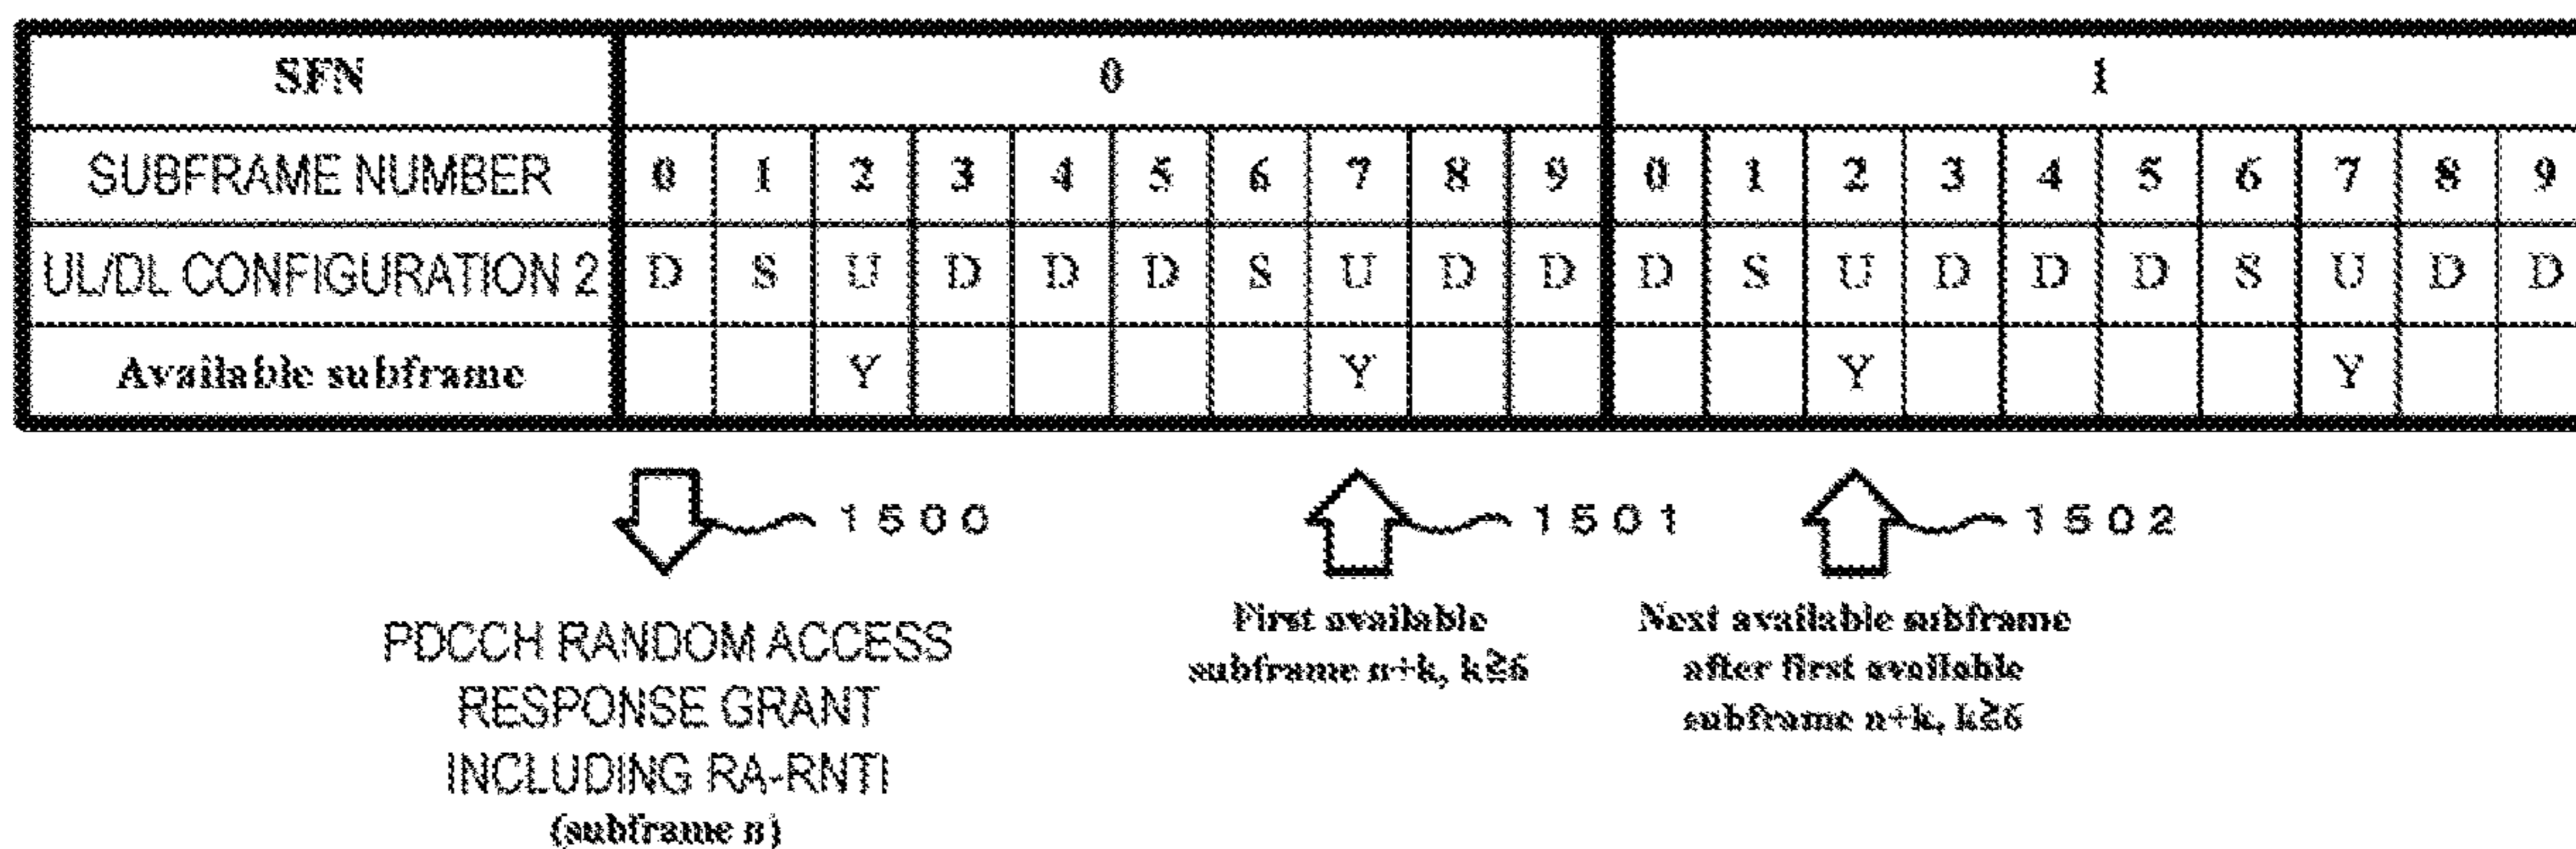 SFN 0 1
SUBFRAME NUMBER 0 1 2 3 4 5 6 7 8 9 0 1 2 3 4 5 6 7 8 9
UL/DL CONFIGURATION 2 D S U D D D S U D D D S U D D D S U D D
Available subframe Y Y Y Y
1500
1501
1502
PDCCH RANDOM ACCESS
RESPONSE GRANT
INCLUDING RA-RNTI
(subframe n)
First available
subframe n+k, k≧6
Next available subframe
after first available
subframe n+k, k≧6